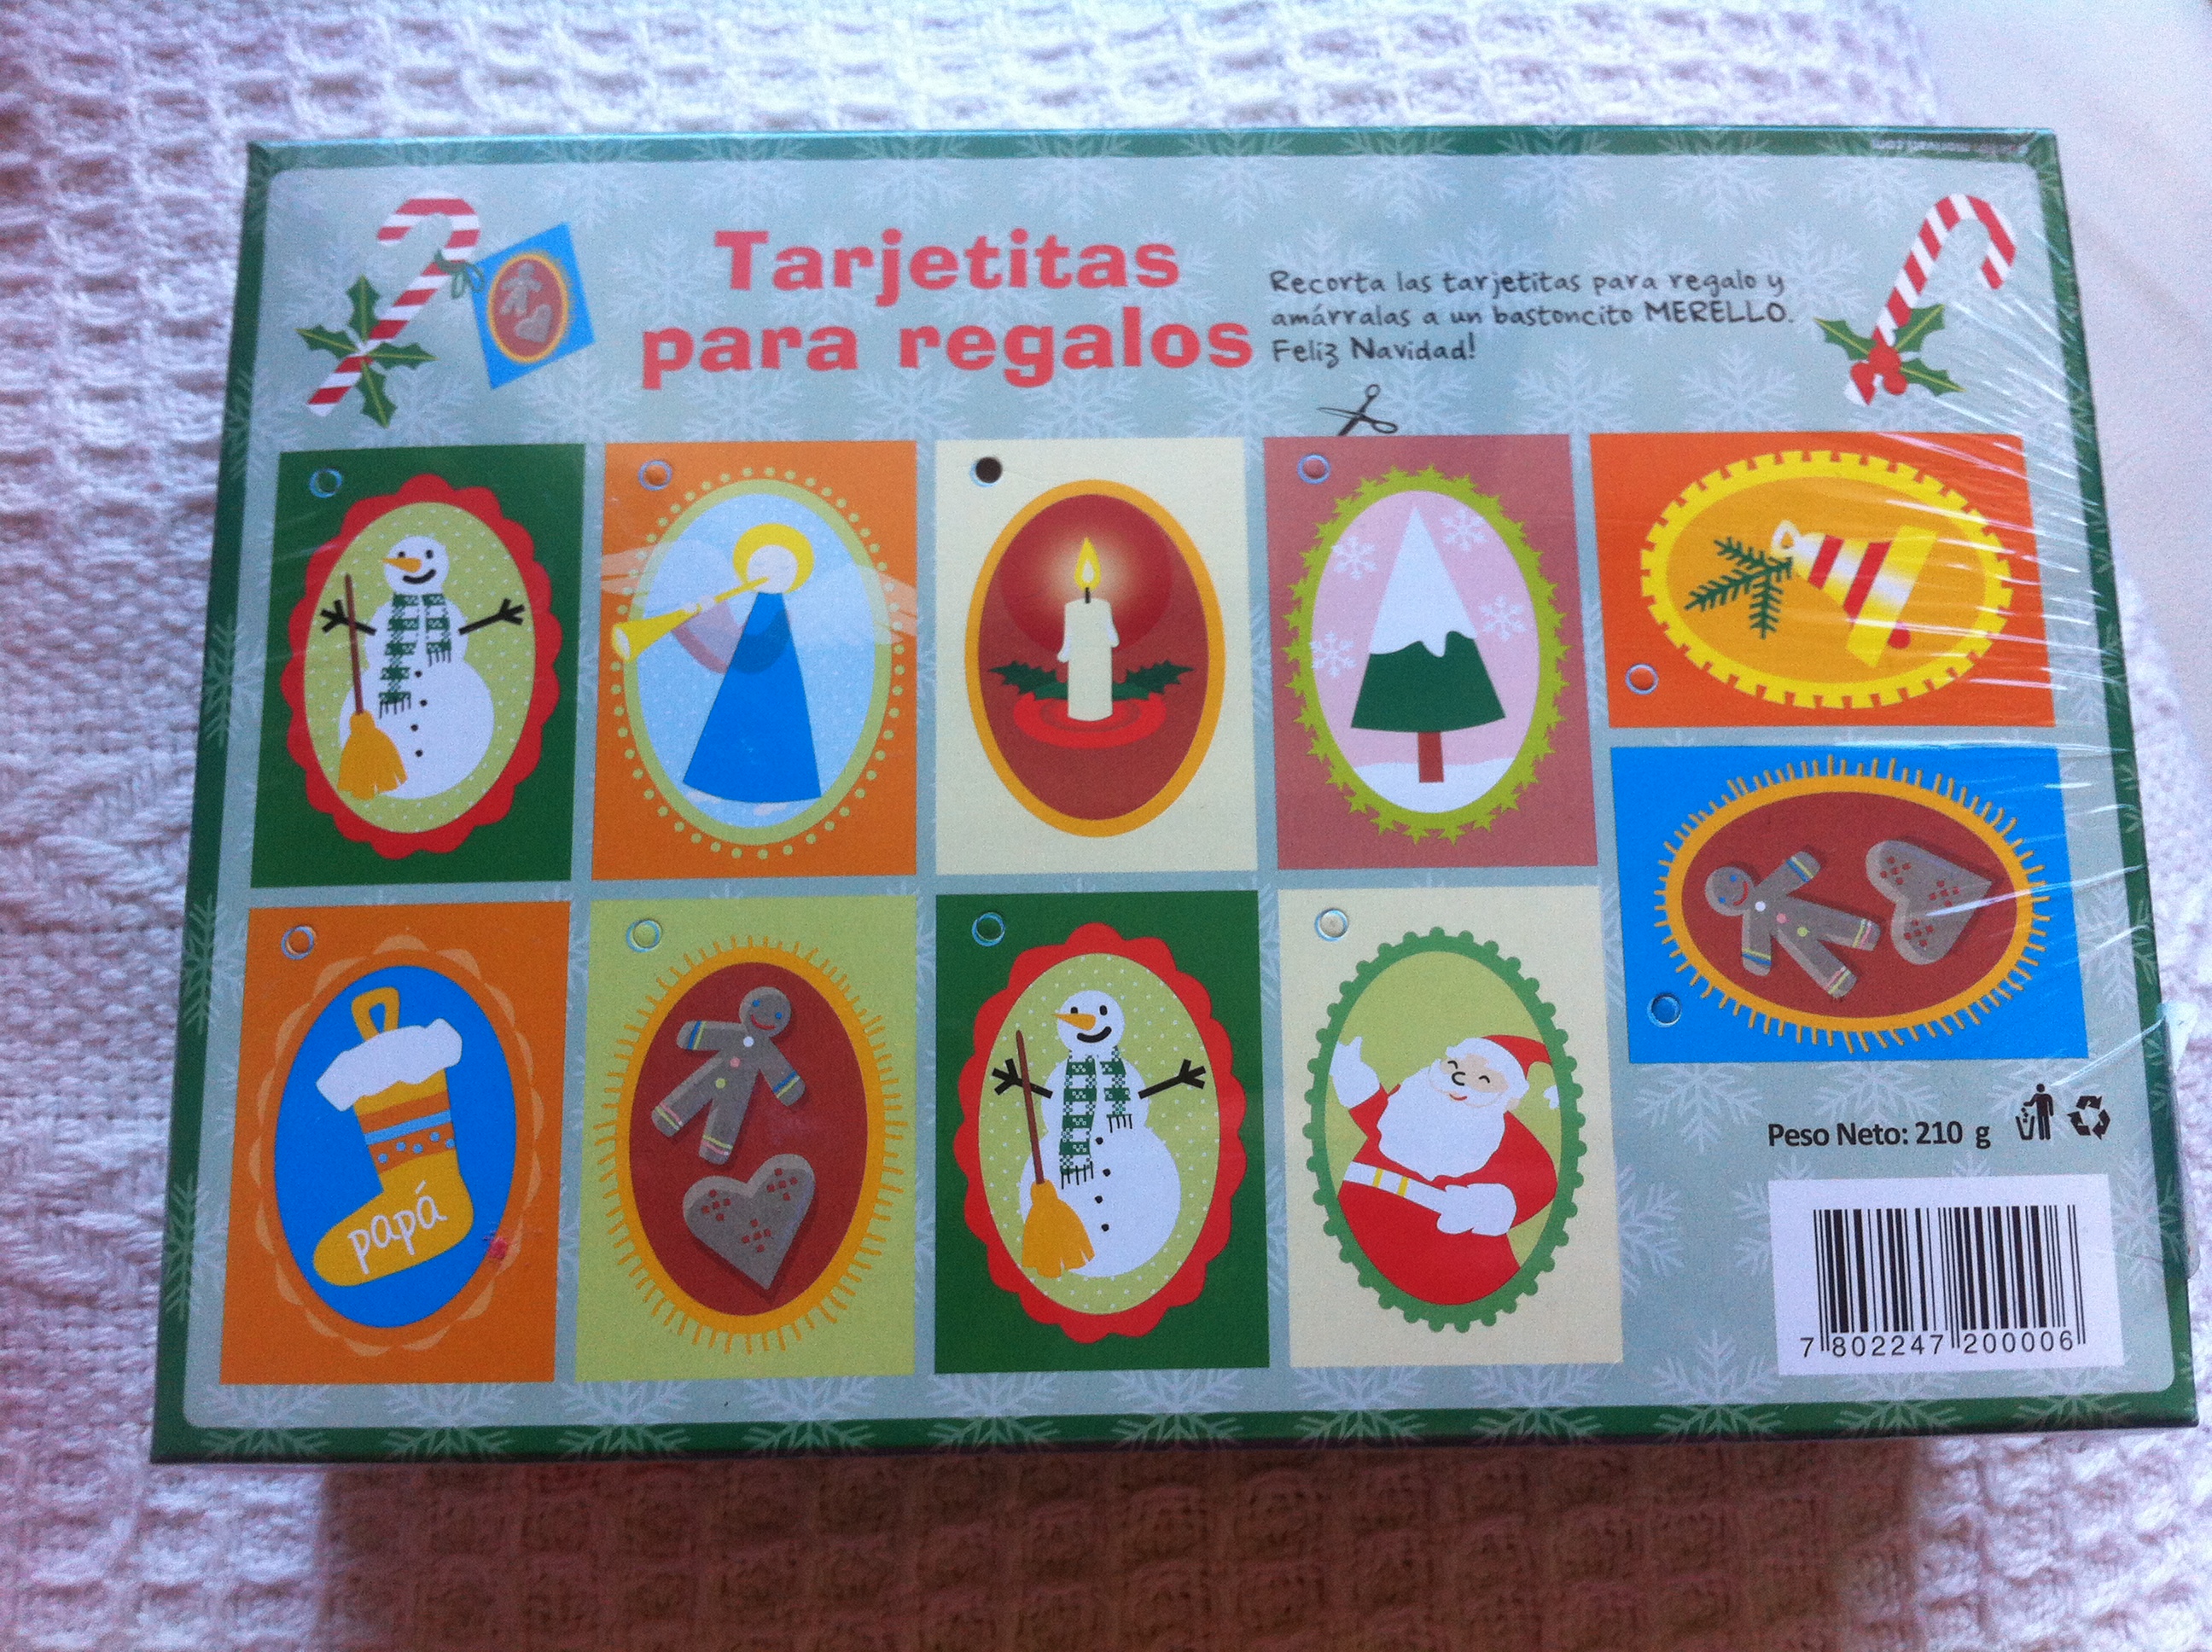 Tarjetitas
para regalos
Recorta las tarjetitas para regalo y
amárralas a un bastoncito MERELLO.
Feliz Navidad!
papá
Peso Neto: 210 g
7 802247 200006